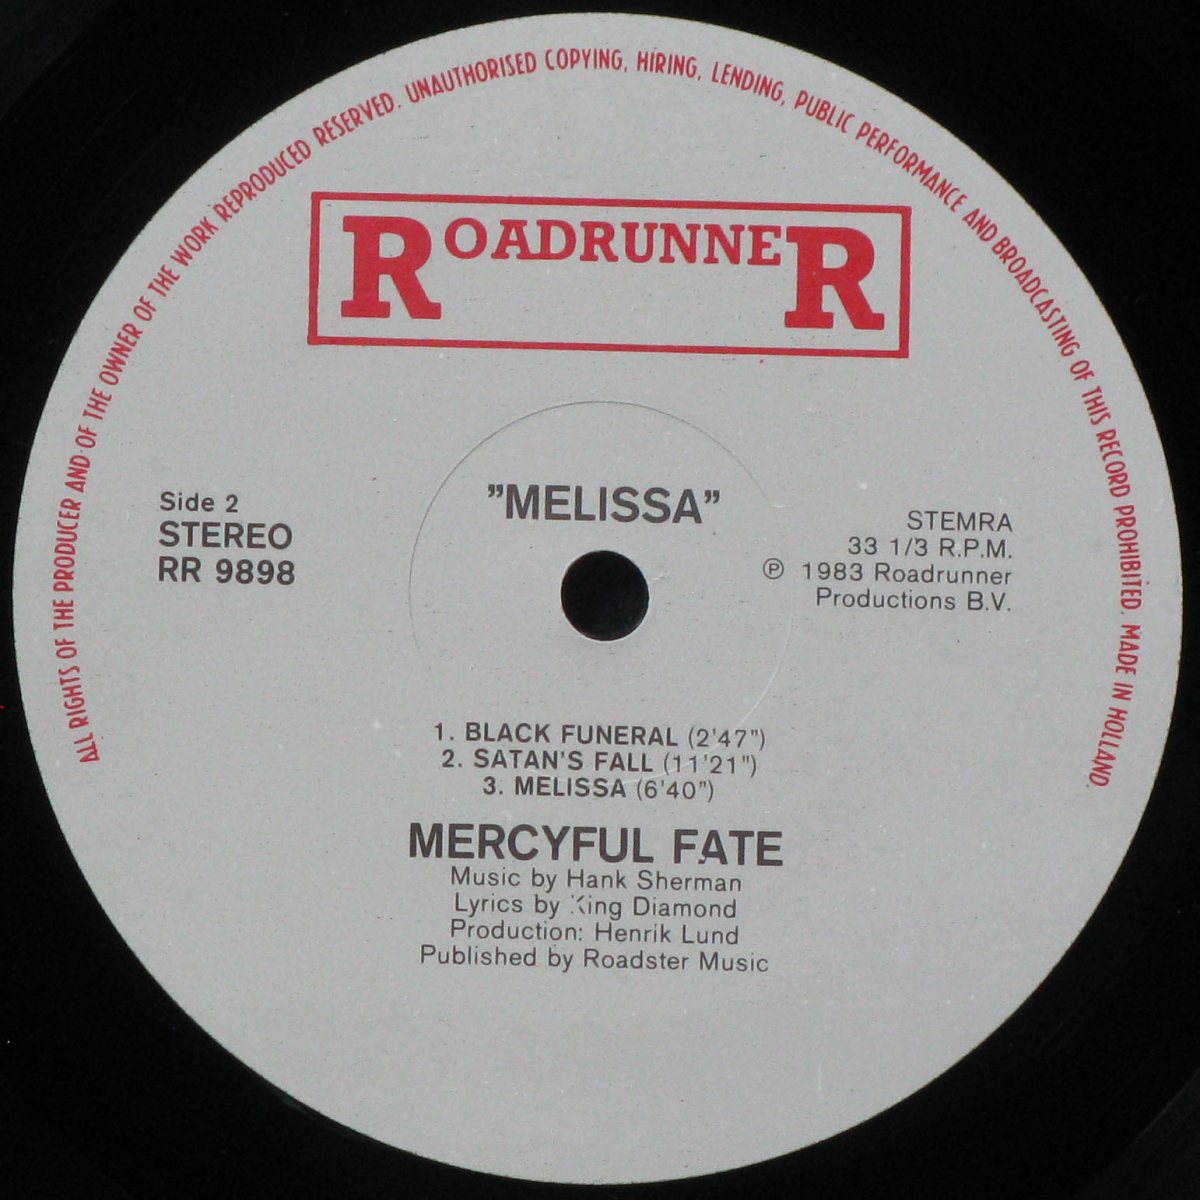 ALL RIGHTS OF THE PRODUCER AND OF THE OWNER OF THE WORK REPRODUCED RESERVED. UNAUTHORISED COPYING, HIRING, LENDING, PUBLIC PERFORMANCE AND BROADCASTING OF THIS RECORD PROHIBITED. MADE IN HOLLAND.
ROADRUNNER
"MELISSA"
Side 2
STEREO
RR 9898
STEMRA
33 1/3 R.P.M.
℗ 1983 Roadrunner
Productions B.V.
1. BLACK FUNERAL (2'47")
2. SATAN'S FALL (11'21")
3. MELISSA (6'40")
MERCYFUL FATE
Music by Hank Sherman
Lyrics by King Diamond
Production: Henrik Lund
Published by Roadster Music